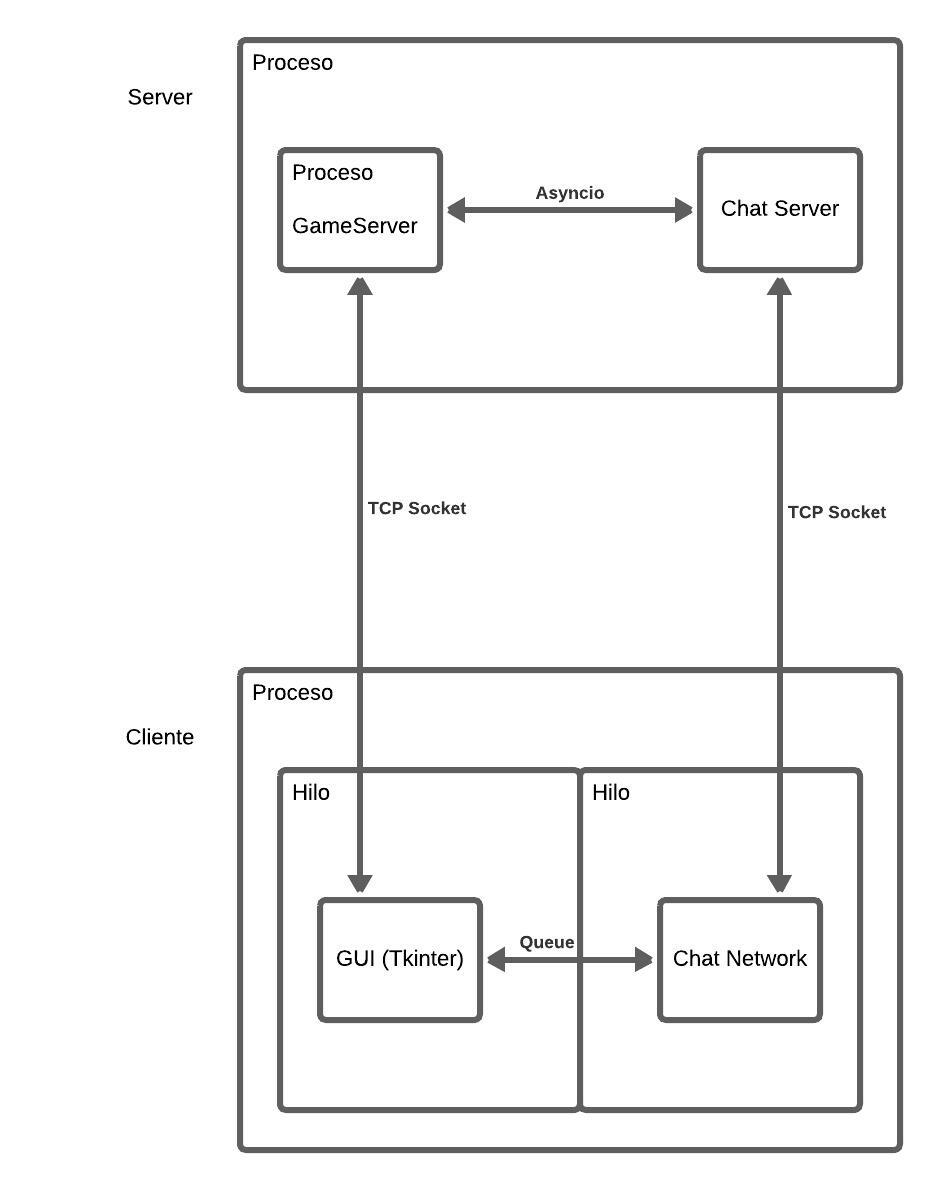 Proceso
Server
Proceso
GameServer
Asyncio
Chat Server
TCP Socket
TCP Socket
Proceso
Cliente
Hilo
Hilo
GUI (Tkinter)
Queue
Chat Network